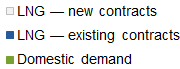 LNG — new contracts
LNG — existing contracts
Domestic demand